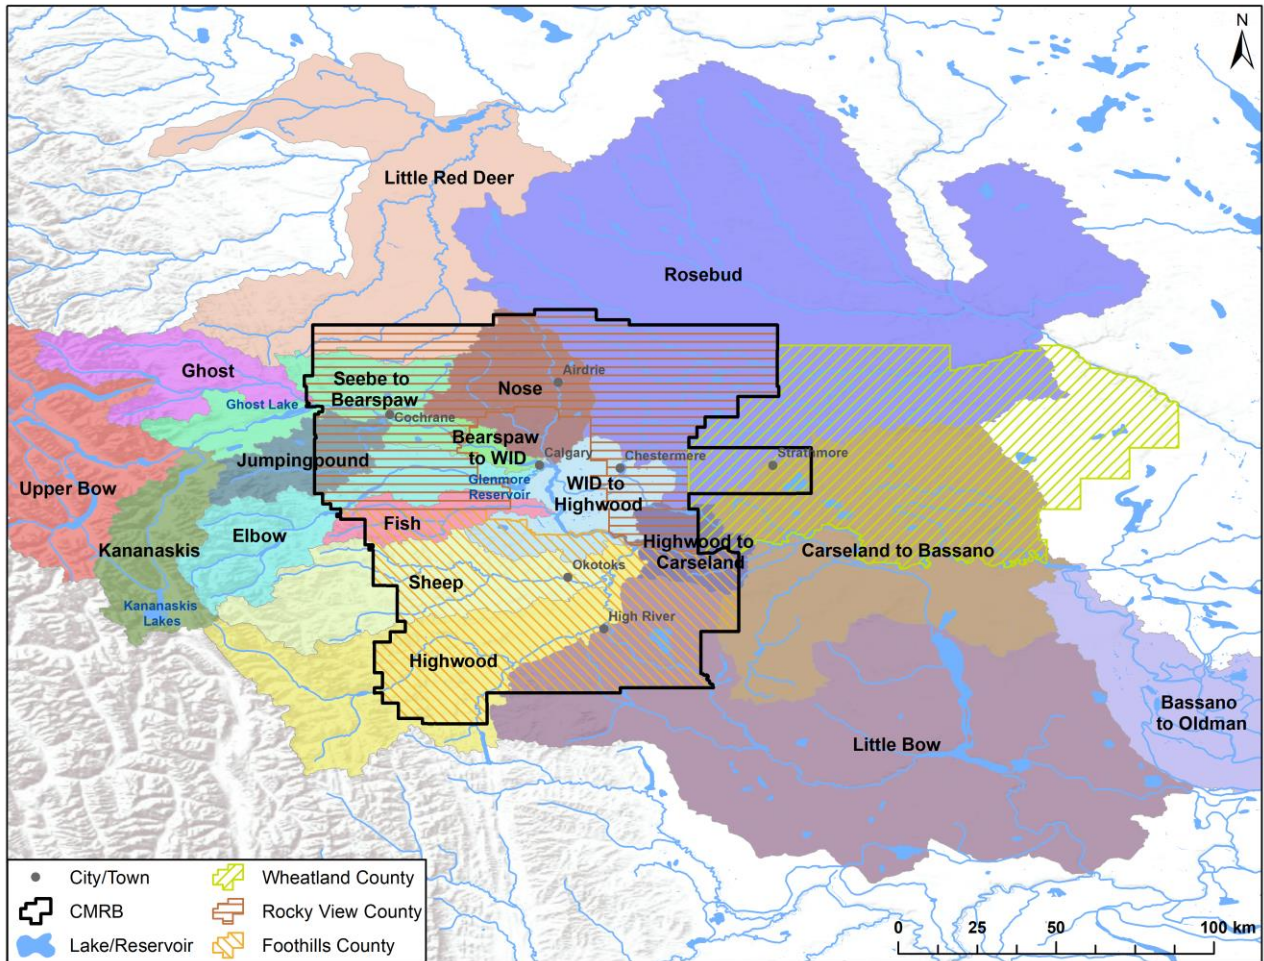 N
Little Red Deer
Rosebud
Ghost
Seebe to
Bearspaw
Nose
Airdrie
Ghost Lake
Cochrane
Bearspaw
to WID
Jumpingpound
Calgary
Chestermere
Strathmore
Upper Bow
Glenmore
Reservoir
WID to
Highwood
Fish
Elbow
Kananaskis
Highwood to
Carseland
Carseland to Bassano
Sheep
Okotoks
Kananaskis
Lakes
High River
Highwood
Bassano
to Oldman
Little Bow
City/Town
Wheatland County
CMRB
Rocky View County
Lake/Reservoir
Foothills County
0 25 50 100 km